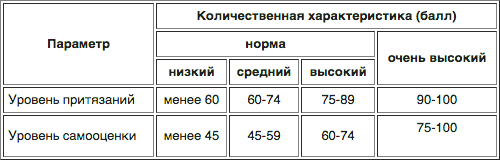 Количественная характеристика (балл)
Параметр
норма
очень высокий
низкий средний высокий
Уровень притязаний менее 60 60-74 75-89 90-100
Уровень самооценки менее 45 45-59 60-74 75-100